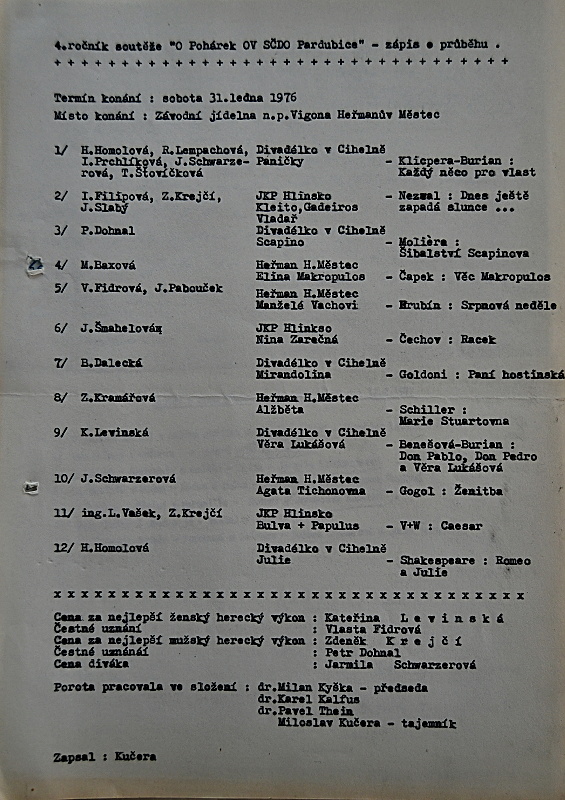 4.ročník soutěže "O Pohárek OV SČDO Pardubice" - zápis o průběhu .
+ + + + + + + + + + + + + + + + + + + + + + + + + + + + + + + + + +
Termín konání : sobota 31.ledna 1976
Místo konání : Závodní jídelna n.p.Vigona Heřmanův Městec
1/ H.Homolová, R.Lempachová, Divadélko v Cihelně
I.Prchlíková, J.Schwarze- Paničky - Klicpera-Burian :
rová, T.Šťovíčková Každý něco pro vlast
2/ I.Filipová, Z.Krejčí, JKP Hlinsko - Nezval : Dnes ještě
J.Slabý Kleito,Gadeiros zapadá slunce ...
Vladař
3/ P.Dohnal Divadélko v Cihelně
Scapino - Molièra :
Šibalství Scapinova
4/ M.Baxová Heřman H.Městec
Elina Makropulos - Čapek : Věc Makropulos
5/ V.Fidrová, J.Pabouček Heřman H.Městec
Manželé Vachovi - Hrubín : Srpnová neděle
6/ J.Šmahelová JKP Hlinkso
Nina Zarečná - Čechov : Racek
7/ B.Dalecká Divadélko v Cihelně
Mirandolina - Goldoni : Paní hostinská
8/ Z.Kramářová Heřman H.Městec
Alžběta - Schiller :
Marie Stuartovna
9/ K.Levinská Divadélko v Cihelně
Věra Lukášová - Benešová-Burian :
Don Pablo, Don Pedro
a Věra Lukášová
10/ J.Schwarzerová Heřman H.Městec
Agata Tichonovna - Gogol : Ženitba
11/ ing.L.Vašek, Z.Krejčí JKP Hlinsko
Bulva + Papulus - V+W : Caesar
12/ H.Homolová Divadélko v Cihelně
Julie - Shakespeare : Romeo
a Julie
x x x x x x x x x x x x x x x x x x x x x x x x x x x x x x x x x x x
Cena za nejlepší ženský herecký výkon : Kateřina L e v i n s k á
Čestné uznání : Vlasta Fidrová
Cena za nejlepší mužský herecký výkon : Zdeněk K r e j č í
Čestné uznánáí : Petr Dohnal
Cena diváka : Jarmila Schwarzerová
Porota pracovala ve složení : dr.Milan Kyška - předseda
dr.Karel Kalfus
dr.Pavel Thein
Miloslav Kučera - tajemník
Zapsal : Kučera